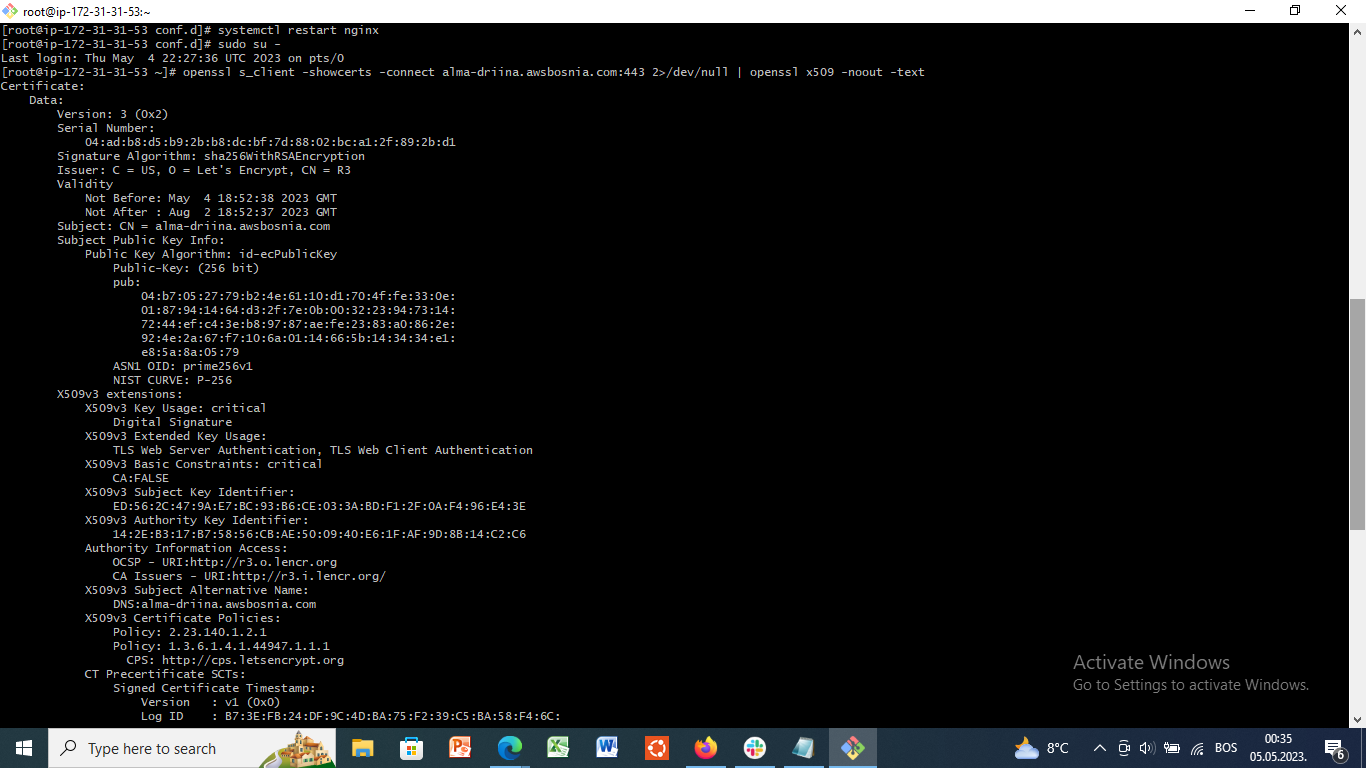 root@ip-172-31-31-53:~
[root@ip-172-31-31-53 conf.d]# systemctl restart nginx
[root@ip-172-31-31-53 conf.d]# sudo su -
Last login: Thu May  4 22:27:36 UTC 2023 on pts/0
[root@ip-172-31-31-53 ~]# openssl s_client -showcerts -connect alma-driina.awsbosnia.com:443 2>/dev/null | openssl x509 -noout -text
Certificate:
    Data:
        Version: 3 (0x2)
        Serial Number:
            04:ad:b8:d5:b9:2b:b8:dc:bf:7d:88:02:bc:a1:2f:89:2b:d1
        Signature Algorithm: sha256WithRSAEncryption
        Issuer: C = US, O = Let's Encrypt, CN = R3
        Validity
            Not Before: May  4 18:52:38 2023 GMT
            Not After : Aug  2 18:52:37 2023 GMT
        Subject: CN = alma-driina.awsbosnia.com
        Subject Public Key Info:
            Public Key Algorithm: id-ecPublicKey
                Public-Key: (256 bit)
                pub:
                    04:b7:05:27:79:b2:4e:61:10:d1:70:4f:fe:33:0e:
                    01:87:94:14:64:d3:2f:7e:0b:00:32:23:94:73:14:
                    72:44:ef:c4:3e:b8:97:87:ae:fe:23:83:a0:86:2e:
                    92:4e:2a:67:f7:10:6a:01:14:66:5b:14:34:34:e1:
                    e8:5a:8a:05:79
                ASN1 OID: prime256v1
                NIST CURVE: P-256
        X509v3 extensions:
            X509v3 Key Usage: critical
                Digital Signature
            X509v3 Extended Key Usage:
                TLS Web Server Authentication, TLS Web Client Authentication
            X509v3 Basic Constraints: critical
                CA:FALSE
            X509v3 Subject Key Identifier:
                ED:56:2C:47:9A:E7:BC:93:B6:CE:03:3A:BD:F1:2F:0A:F4:96:E4:3E
            X509v3 Authority Key Identifier:
                14:2E:B3:17:B7:58:56:CB:AE:50:09:40:E6:1F:AF:9D:8B:14:C2:C6
            Authority Information Access:
                OCSP - URI:http://r3.o.lencr.org
                CA Issuers - URI:http://r3.i.lencr.org/
            X509v3 Subject Alternative Name:
                DNS:alma-driina.awsbosnia.com
            X509v3 Certificate Policies:
                Policy: 2.23.140.1.2.1
                Policy: 1.3.6.1.4.1.44947.1.1.1
                  CPS: http://cps.letsencrypt.org
            CT Precertificate SCTs:
                Signed Certificate Timestamp:
                    Version   : v1 (0x0)
                    Log ID    : B7:3E:FB:24:DF:9C:4D:BA:75:F2:39:C5:BA:58:F4:6C:
Activate Windows
Go to Settings to activate Windows.
Type here to search
8°C
BOS
00:35
05.05.2023.
6